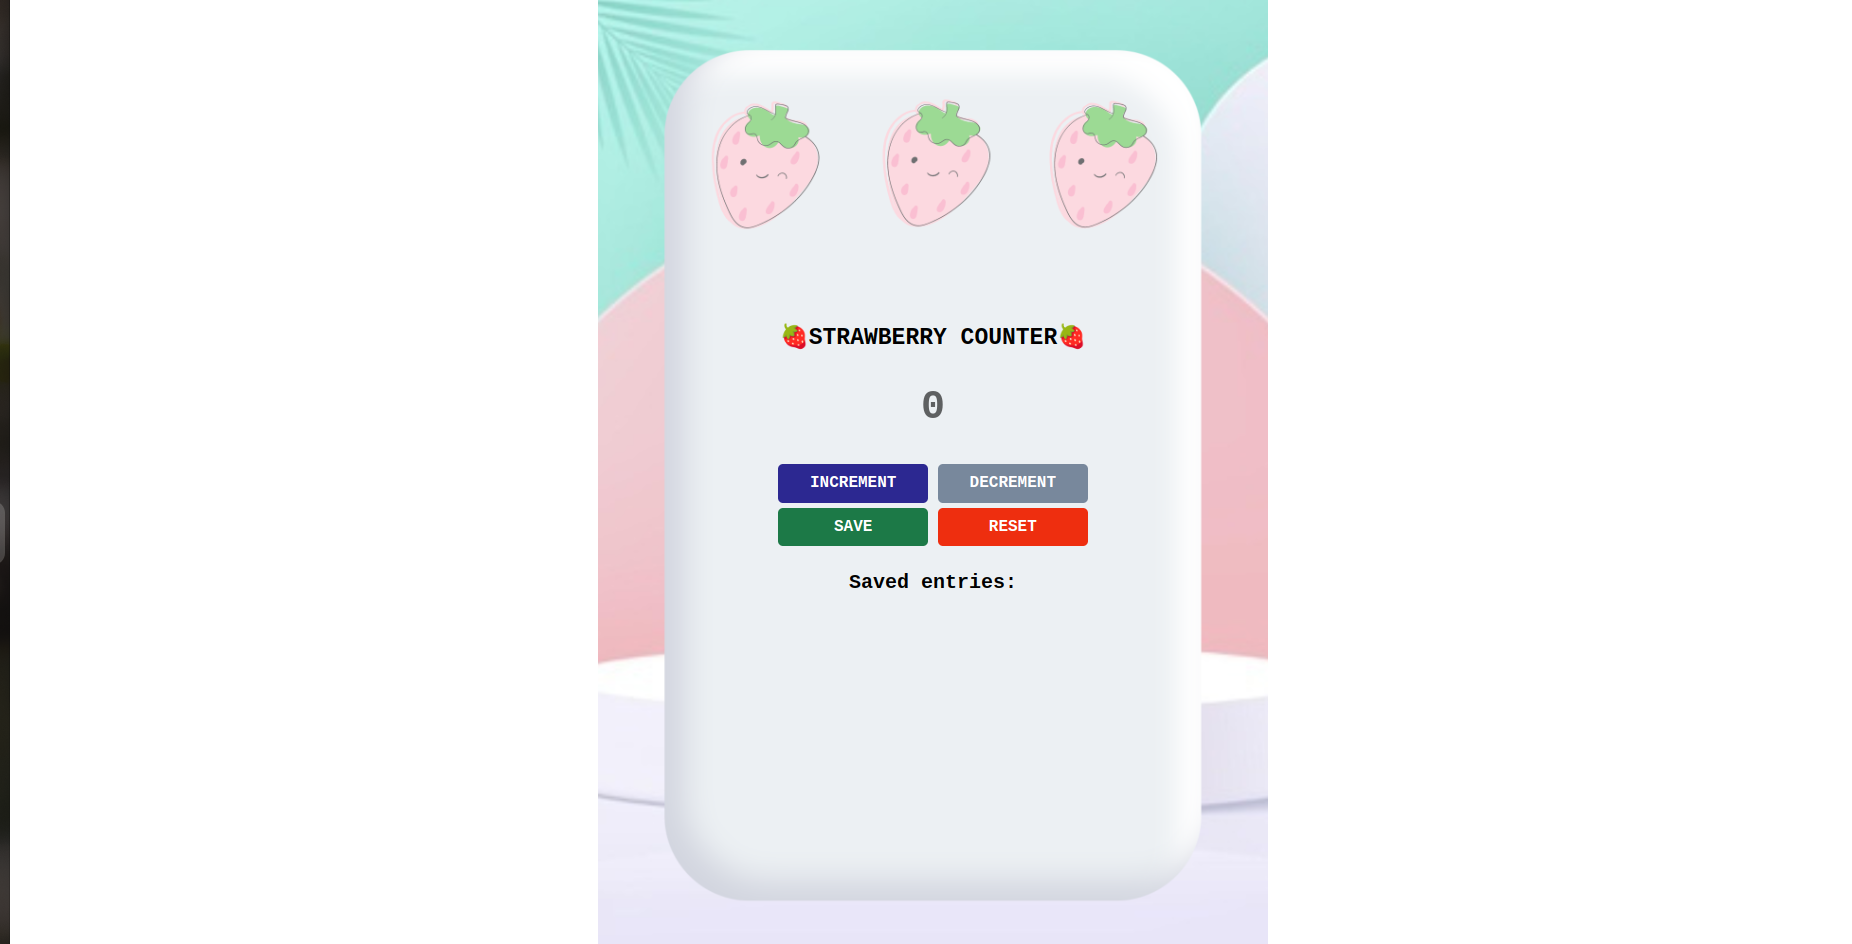 🍓STRAWBERRY COUNTER🍓
0
INCREMENT DECREMENT
SAVE RESET
Saved entries: